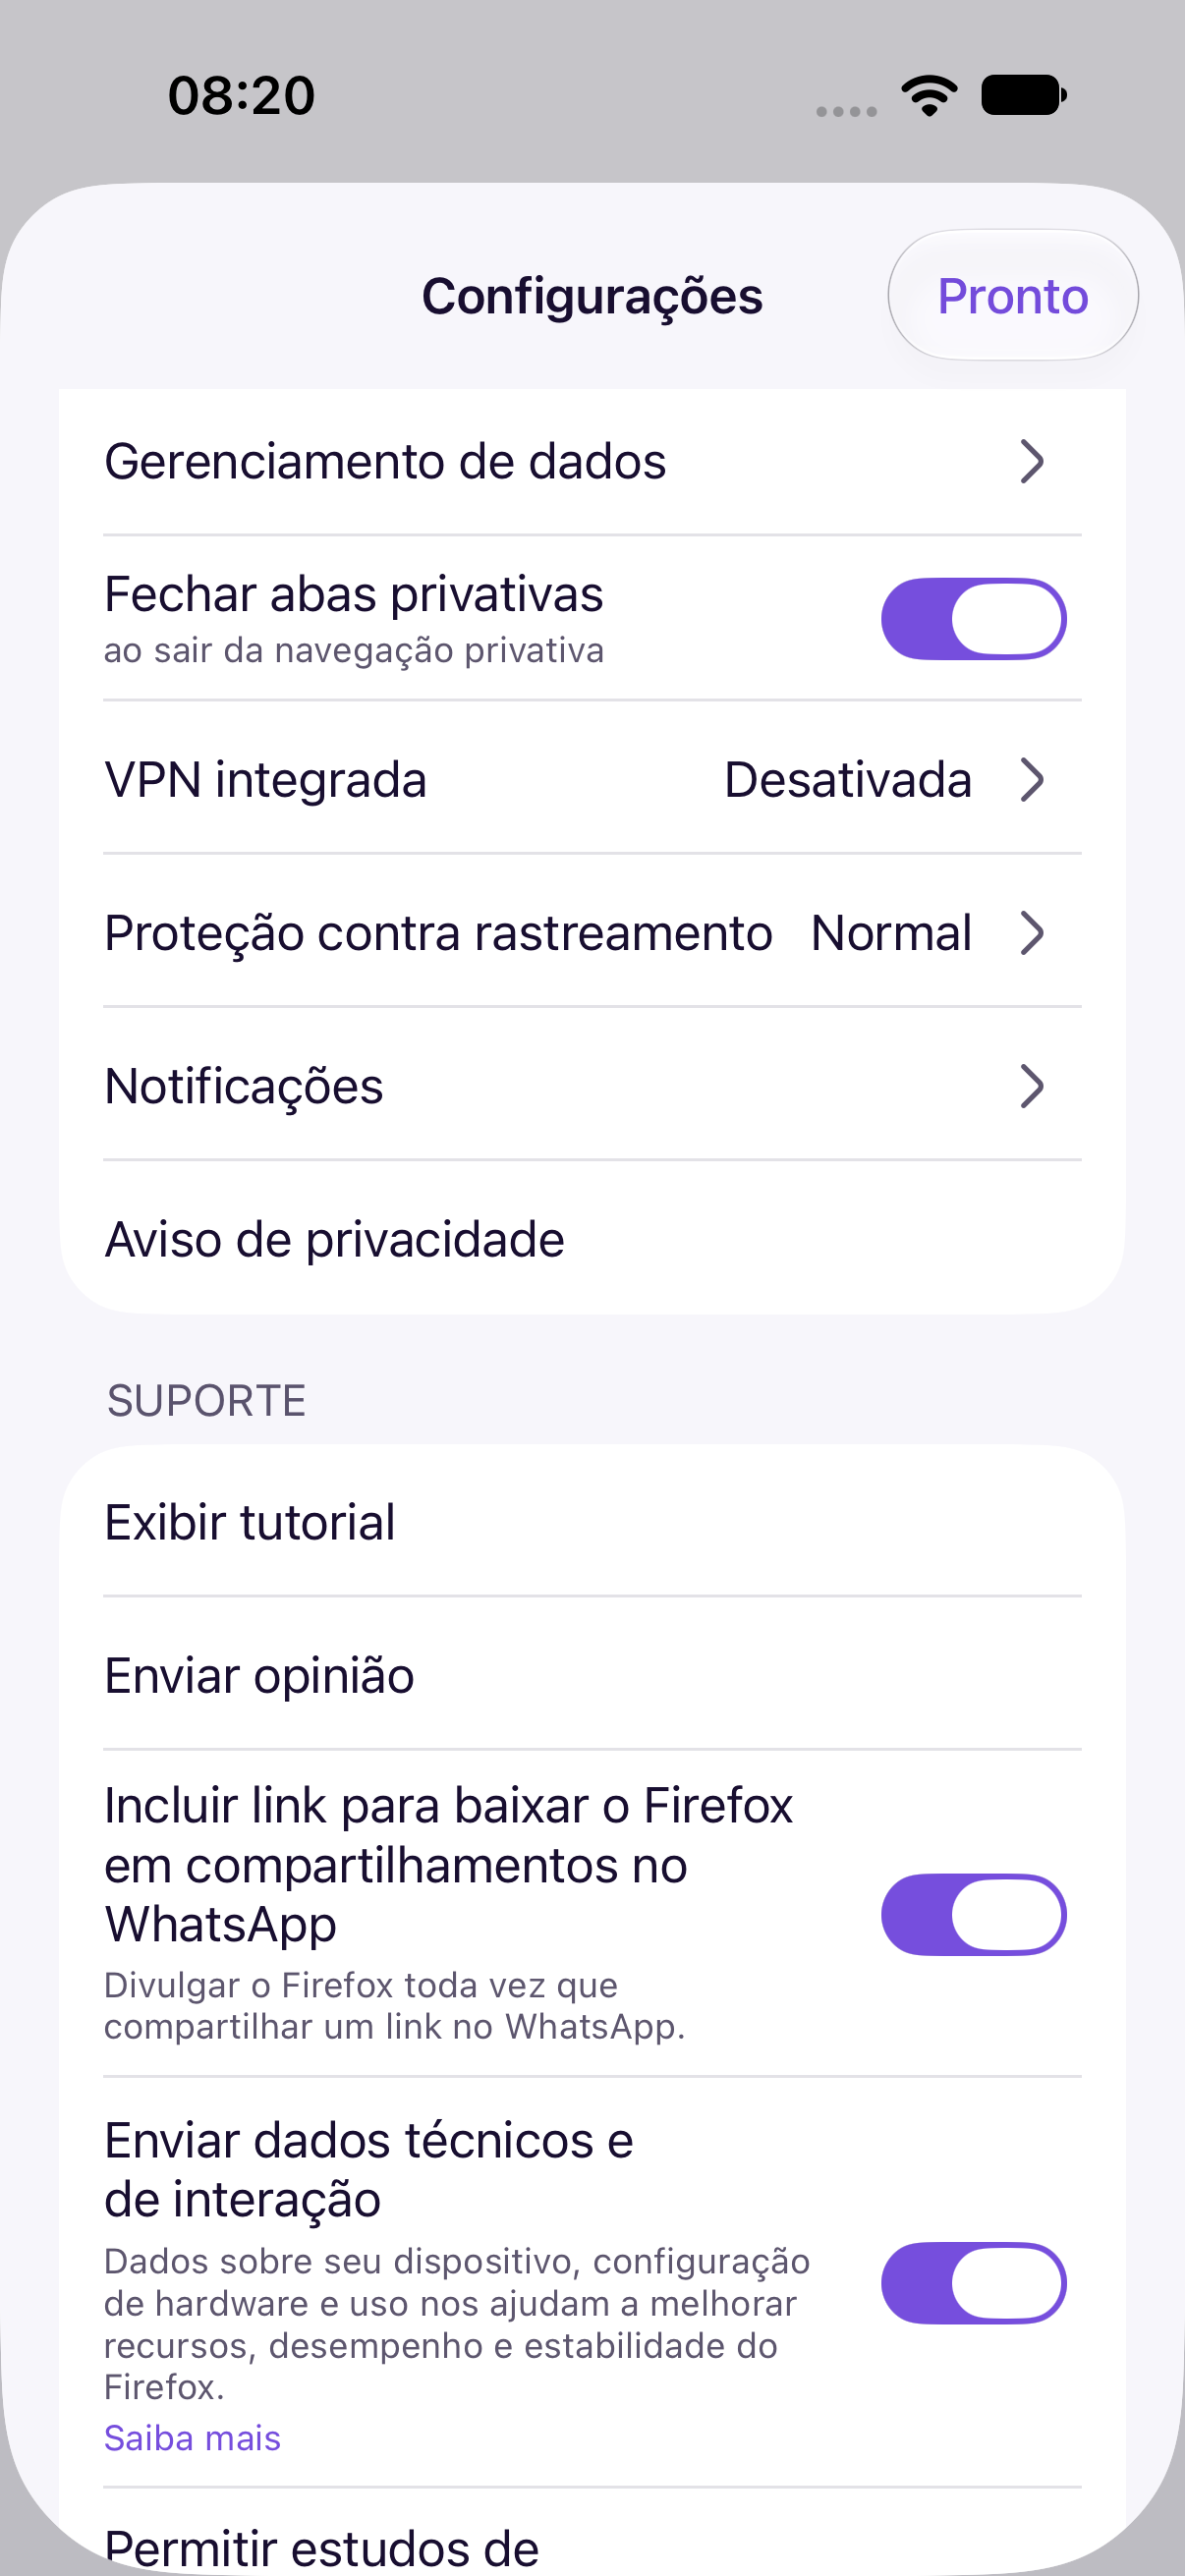 08:20
Configurações
Pronto
Gerenciamento de dados
Fechar abas privativas
ao sair da navegação privativa
VPN integrada
Desativada
Proteção contra rastreamento
Normal
Notificações
Aviso de privacidade
SUPORTE
Exibir tutorial
Enviar opinião
Incluir link para baixar o Firefox
em compartilhamentos no
WhatsApp
Divulgar o Firefox toda vez que
compartilhar um link no WhatsApp.
Enviar dados técnicos e
de interação
Dados sobre seu dispositivo, configuração
de hardware e uso nos ajudam a melhorar
recursos, desempenho e estabilidade do
Firefox.
Saiba mais
Permitir estudos de